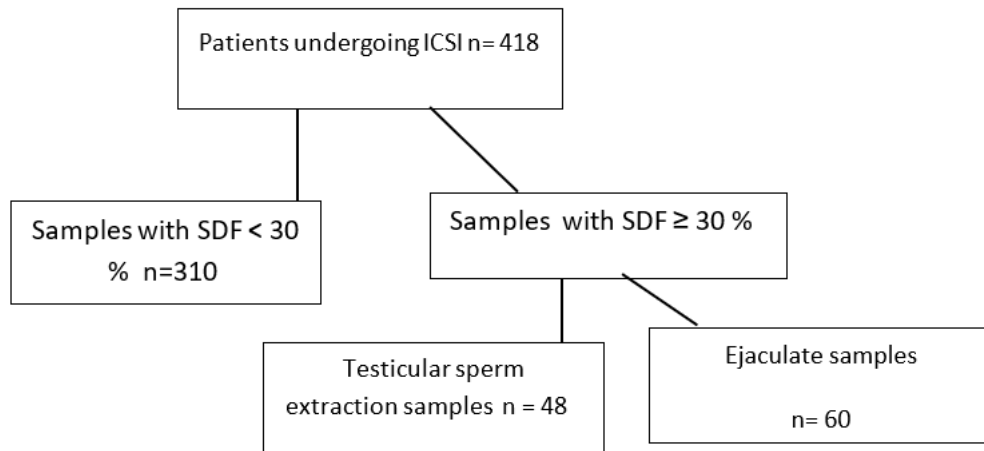 Patients undergoing ICSI n= 418
Samples with SDF < 30
% n=310
Samples with SDF ≥ 30 %
Testicular sperm
extraction samples n = 48
Ejaculate samples
n= 60